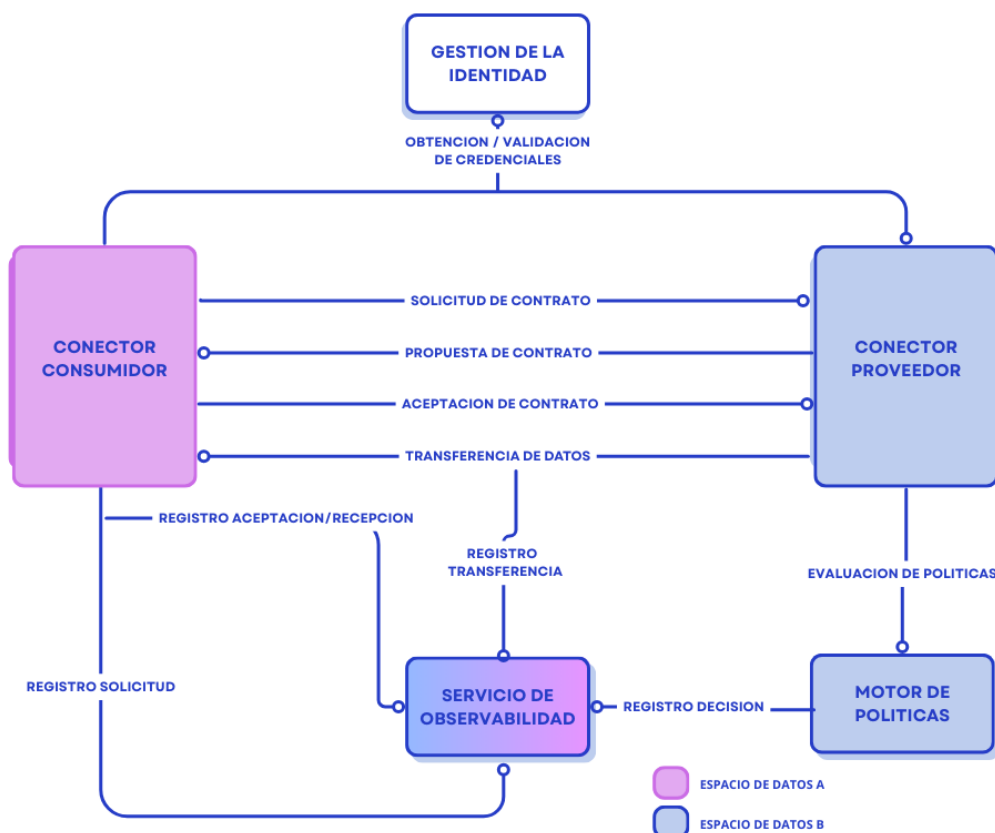 GESTION DE LA
IDENTIDAD
OBTENCION / VALIDACION
DE CREDENCIALES
CONECTOR
CONSUMIDOR
SOLICITUD DE CONTRATO
PROPUESTA DE CONTRATO
ACEPTACION DE CONTRATO
TRANSFERENCIA DE DATOS
CONECTOR
PROVEEDOR
REGISTRO ACEPTACION/RECEPCION
REGISTRO
TRANSFERENCIA
EVALUACION DE POLITICAS
REGISTRO SOLICITUD
SERVICIO DE
OBSERVABILIDAD
REGISTRO DECISION
MOTOR DE
POLITICAS
ESPACIO DE DATOS A
ESPACIO DE DATOS B